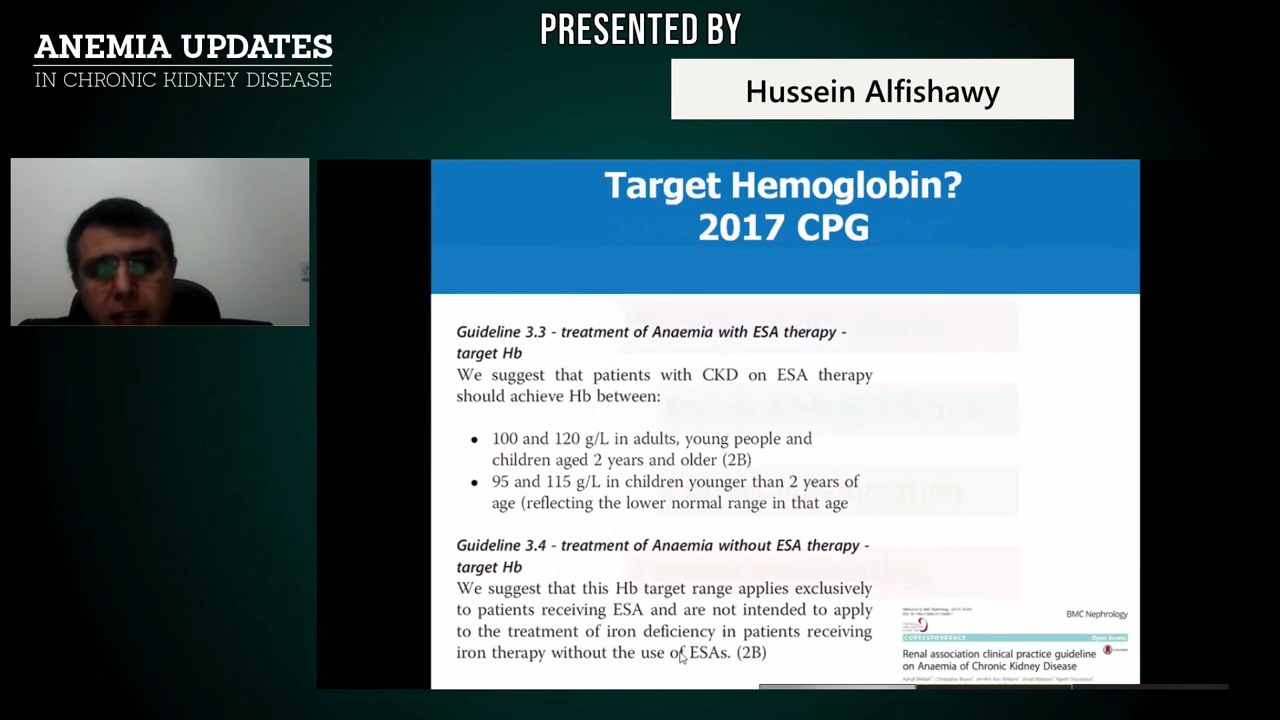 PRESENTED BY
ANEMIA UPDATES
IN CHRONIC KIDNEY DISEASE
Hussein Alfishawy
Target Hemoglobin?
2017 CPG
Guideline 3.3 - treatment of Anaemia with ESA therapy -
target Hb
We suggest that patients with CKD on ESA therapy
should achieve Hb between:
• 100 and 120 g/L in adults, young people and
children aged 2 years and older (2B)
• 95 and 115 g/L in children younger than 2 years of
age (reflecting the lower normal range in that age
Guideline 3.4 - treatment of Anaemia without ESA therapy -
target Hb
We suggest that this Hb target range applies exclusively
to patients receiving ESA and are not intended to apply
to the treatment of iron deficiency in patients receiving
iron therapy without the use of ESAs. (2B)
BMC Nephrology
CORRESPONDENCE Open Access
Renal association clinical practice guideline
on Anaemia of Chronic Kidney Disease